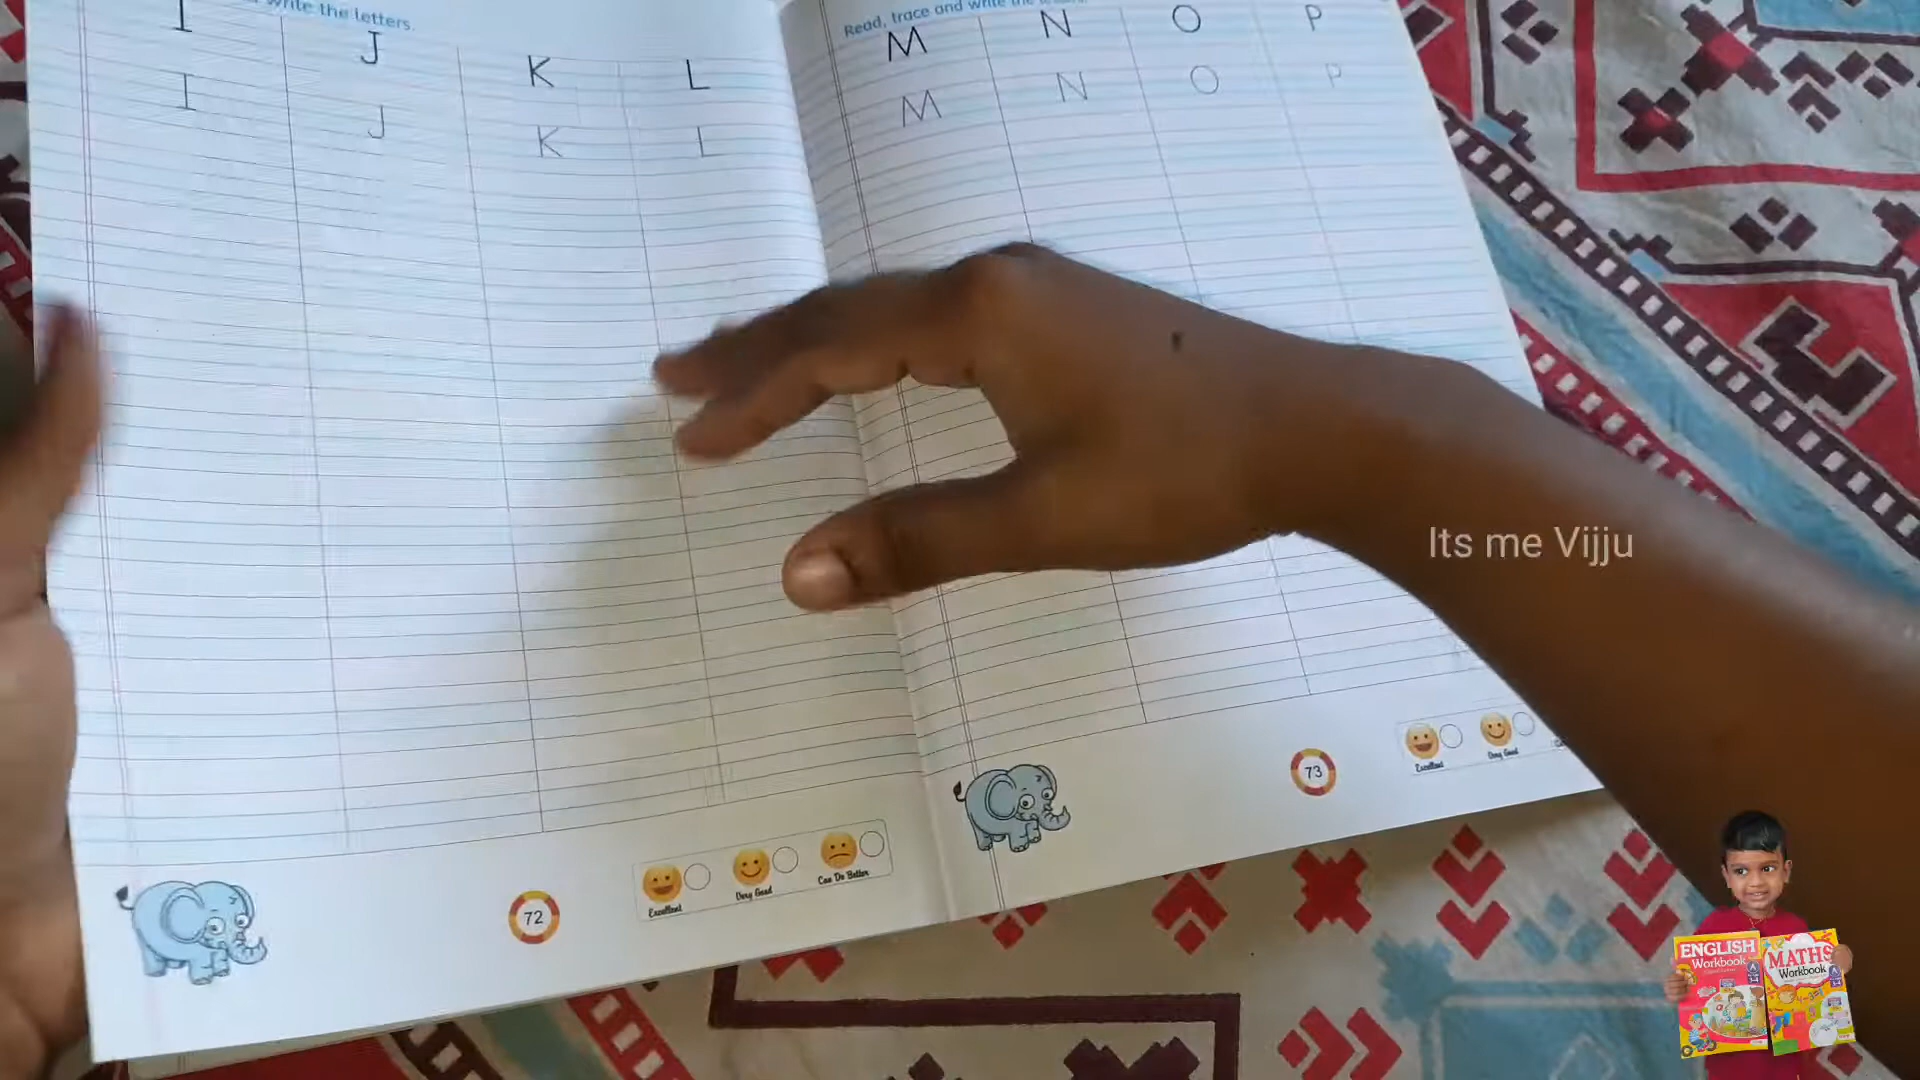 write the letters.
I J K L
I J K L
72
Excellent Very Good Can Do Better
Read, trace and write the
M N O P
M N O P
73
Excellent Very Good
Its me Vijju
ENGLISH
Workbook
A
MATHS
Workbook
A